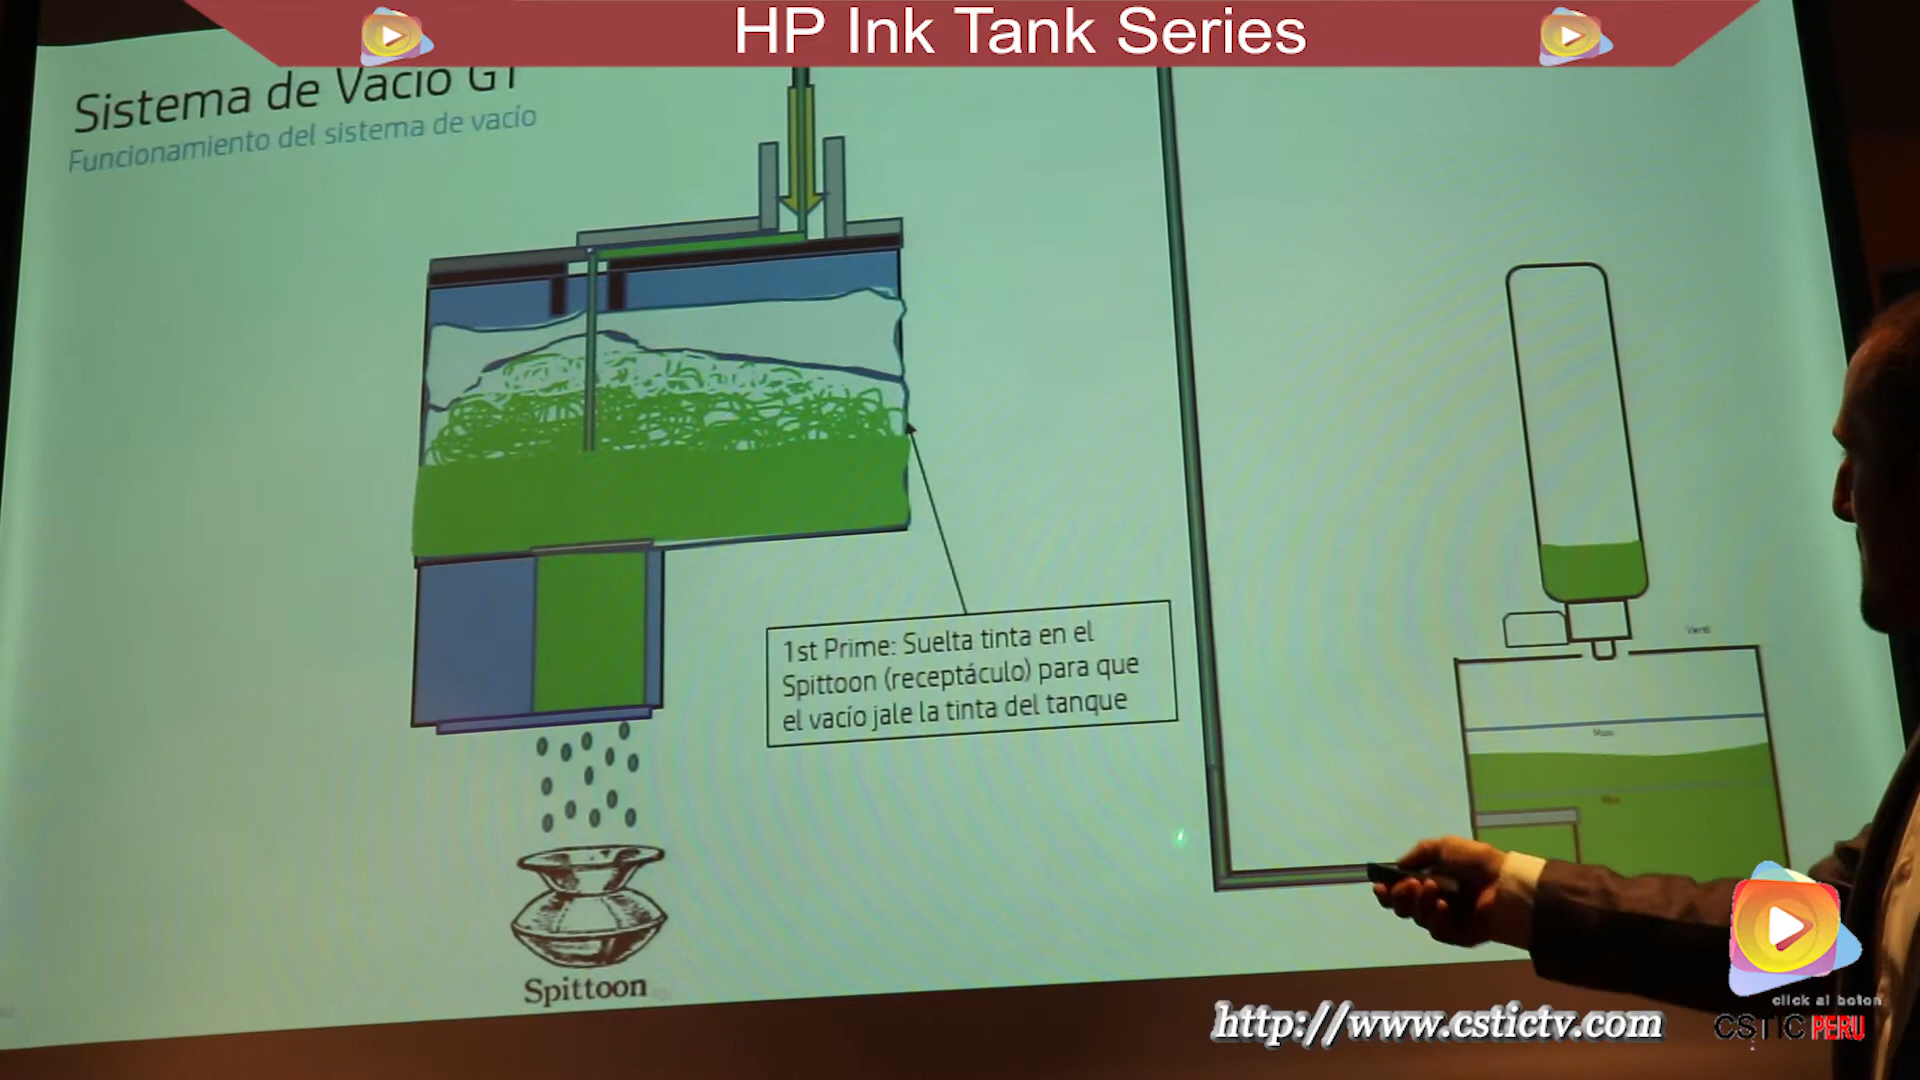 HP Ink Tank Series
Sistema de Vacío GT
Funcionamiento del sistema de vacío
1st Prime: Suelta tinta en el
Spittoon (receptáculo) para que
el vacío jale la tinta del tanque
Spittoon
http://www.cstictv.com
click al boton
CSTIC PERU